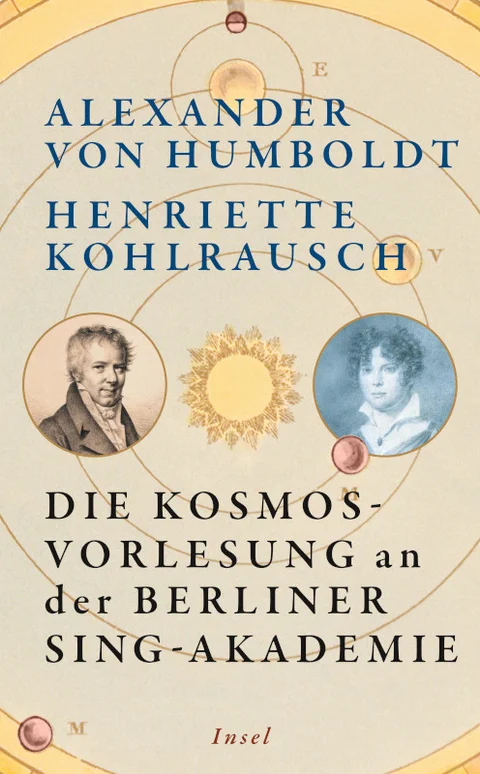 E
ALEXANDER
VON HUMBOLDT
HENRIETTE
KOHLRAUSCH
V
M
DIE KOSMOS-
VORLESUNG an
der BERLINER
SING-AKADEMIE
M
Insel